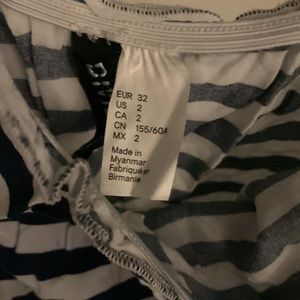 EUR 32
US 2
CA 2
CN 155/60A
MX 2
Made in
Myanmar
Fabriqué en
Birmanie